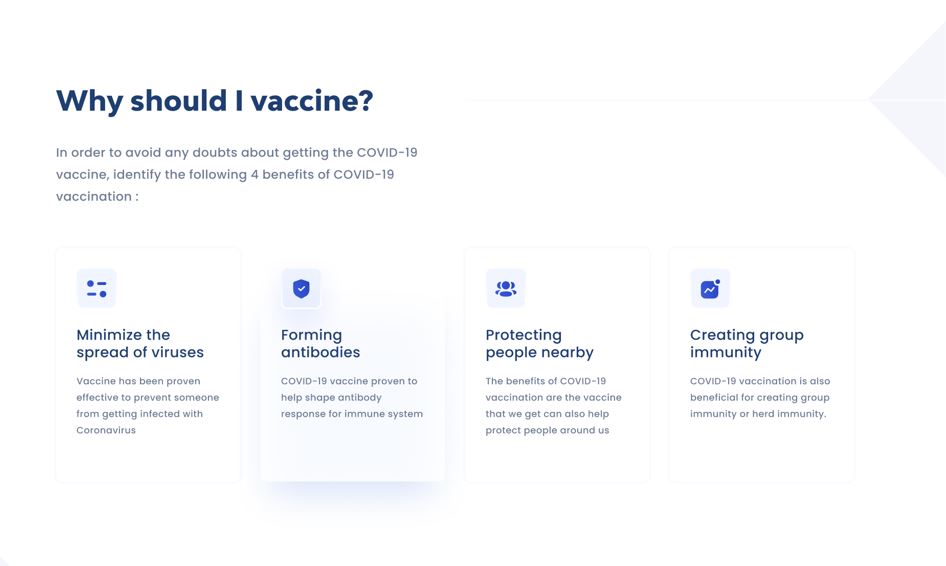 Why should I vaccine?
In order to avoid any doubts about getting the COVID-19
vaccine, identify the following 4 benefits of COVID-19
vaccination :
Minimize the
spread of viruses
Vaccine has been proven
effective to prevent someone
from getting infected with
Coronavirus
Forming
antibodies
COVID-19 vaccine proven to
help shape antibody
response for immune system
Protecting
people nearby
The benefits of COVID-19
vaccination are the vaccine
that we get can also help
protect people around us
Creating group
immunity
COVID-19 vaccination is also
beneficial for creating group
immunity or herd immunity.